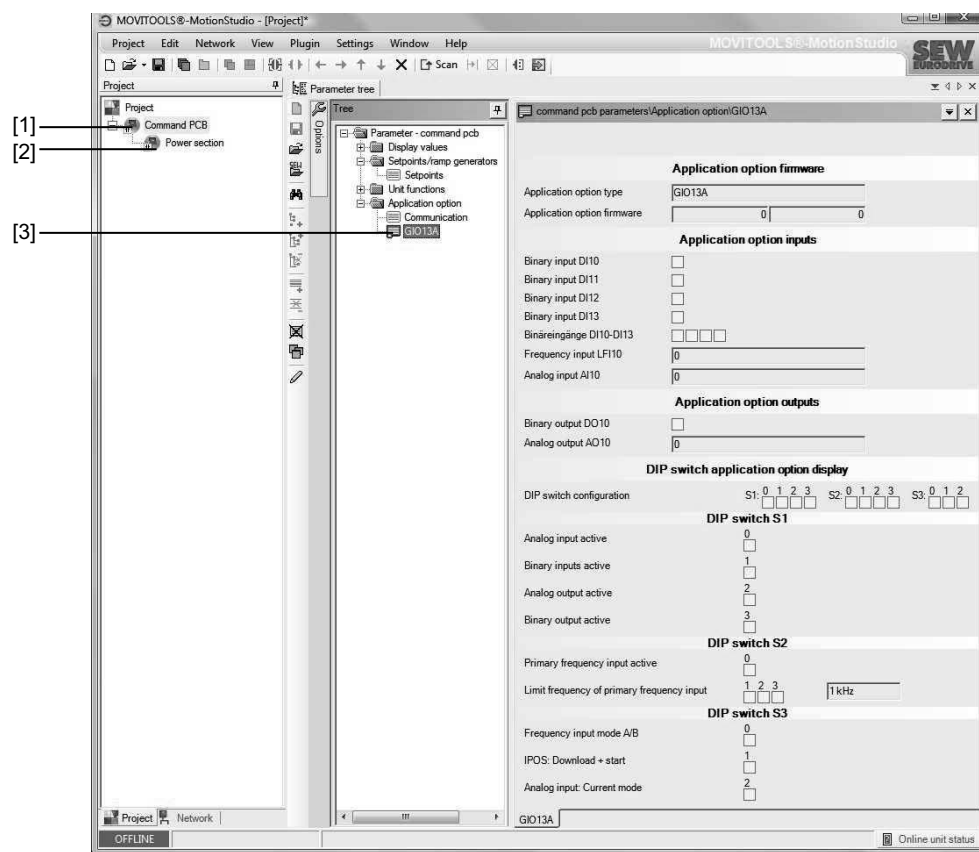 MOVITOOLS®-MotionStudio - [Project]*
Project Edit Network View Plugin Settings Window Help
MOVITOOLS®-MotionStudio
SEW
EURODRIVE
Scan
Project
Parameter tree
[1]
[2]
[3]
Project
Command PCB
Power section
Options
Tree
Parameter - command pcb
Display values
Setpoints/ramp generators
Setpoints
Unit functions
Application option
Communication
GIO13A
command pcb parameters\Application option\GIO13A
Application option firmware
Application option type GIO13A
Application option firmware 0 0
Application option inputs
Binary input DI10
Binary input DI11
Binary input DI12
Binary input DI13
Binäreingänge DI10-DI13
Frequency input LFI10 0
Analog input AI10 0
Application option outputs
Binary output DO10
Analog output AO10 0
DIP switch application option display
DIP switch configuration S1: 0 1 2 3 S2: 0 1 2 3 S3: 0 1 2
DIP switch S1
Analog input active 0
Binary inputs active 1
Analog output active 2
Binary output active 3
DIP switch S2
Primary frequency input active 0
Limit frequency of primary frequency input 1 2 3 1 kHz
DIP switch S3
Frequency input mode A/B 0
IPOS: Download + start 1
Analog input: Current mode 2
Project Network
GIO13A
OFFLINE
Online unit status